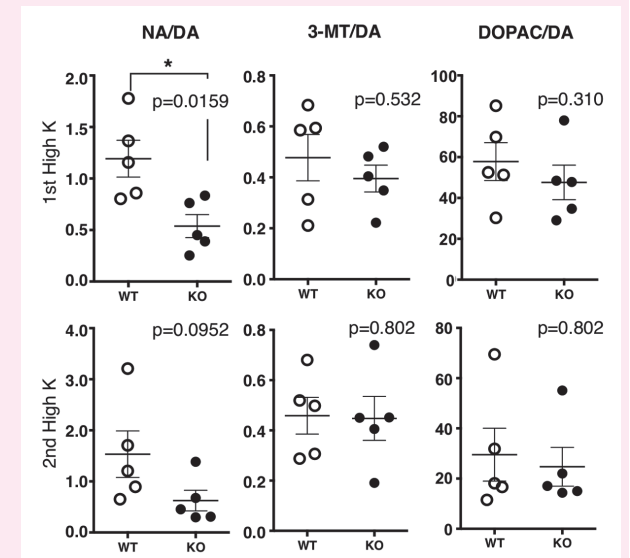 NA/DA
3-MT/DA
DOPAC/DA
1st High K
2.0
1.5
1.0
0.5
0.0
*
p=0.0159
WT
KO
0.8
0.6
0.4
0.2
0.0
p=0.532
WT
KO
100
80
60
40
20
0
p=0.310
WT
KO
2nd High K
4.0
3.0
2.0
1.0
0.0
p=0.0952
WT
KO
0.8
0.6
0.4
0.2
0.0
p=0.802
WT
KO
80
60
40
20
0
p=0.802
WT
KO